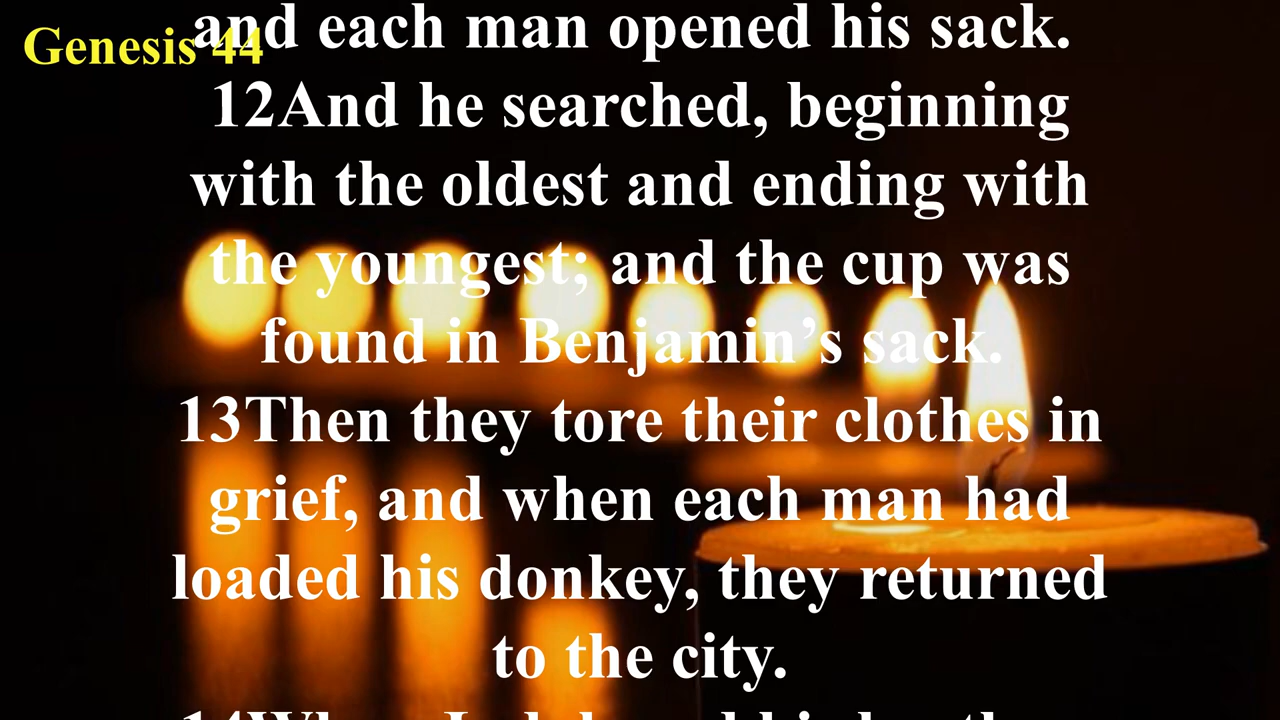 Genesis 44
and each man opened his sack.
12And he searched, beginning
with the oldest and ending with
the youngest; and the cup was
found in Benjamin’s sack.
13Then they tore their clothes in
grief, and when each man had
loaded his donkey, they returned
to the city.